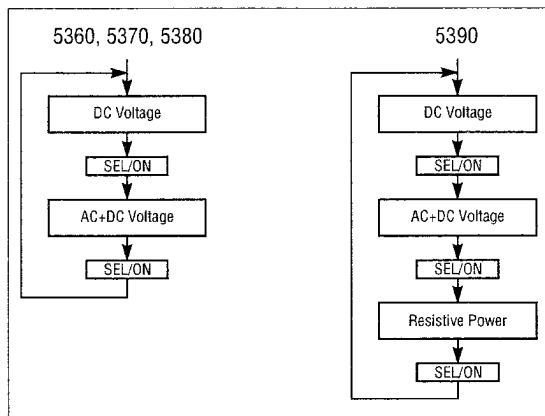 5360, 5370, 5380
DC Voltage
SEL/ON
AC+DC Voltage
SEL/ON
5390
DC Voltage
SEL/ON
AC+DC Voltage
SEL/ON
Resistive Power
SEL/ON